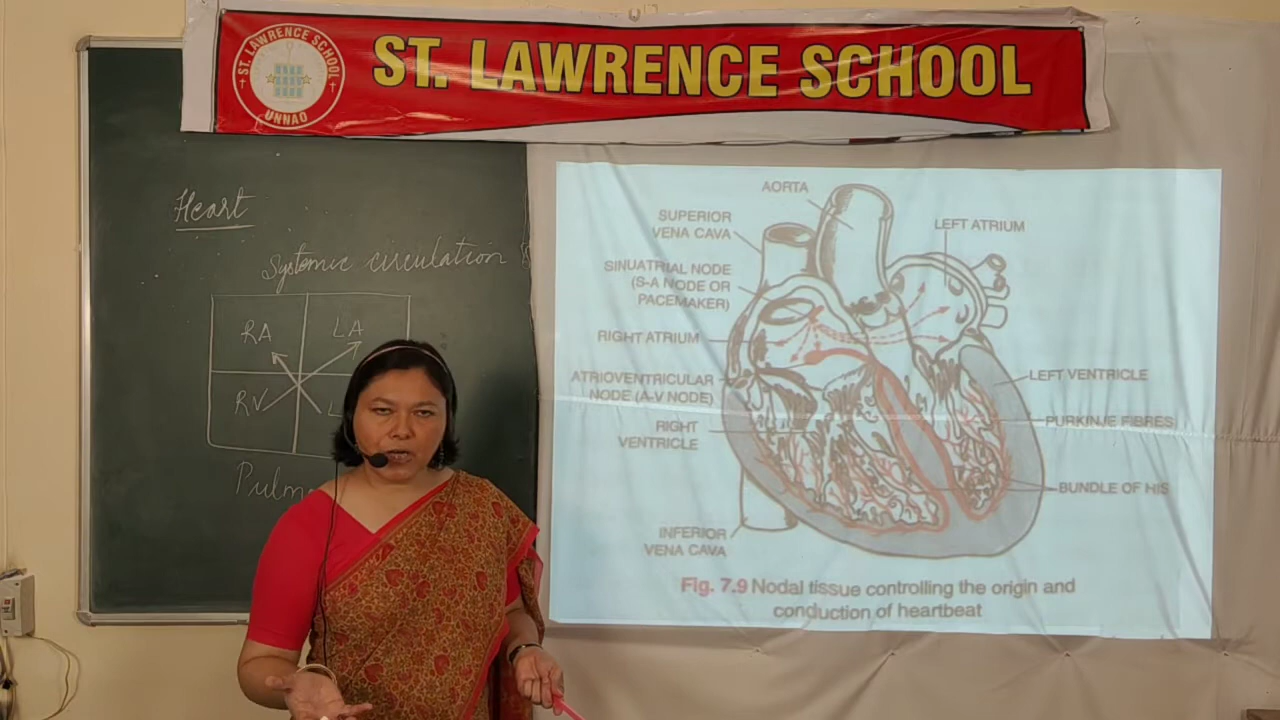 ST. LAWRENCE SCHOOL
ST. LAWRENCE SCHOOL
UNNAO
Heart
Systemic circulation
RA
LA
RV
AORTA
SUPERIOR
VENA CAVA
LEFT ATRIUM
SINUATRIAL NODE
(S-A NODE OR
PACEMAKER)
RIGHT ATRIUM
ATRIOVENTRICULAR
NODE (A-V NODE)
LEFT VENTRICLE
RIGHT
VENTRICLE
PURKINJE FIBRES
BUNDLE OF HIS
INFERIOR
VENA CAVA
Fig. 7.9 Nodal tissue controlling the origin and
conduction of heartbeat